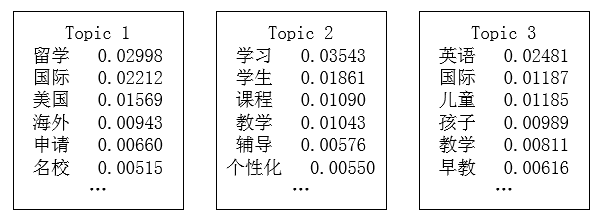 Topic 1
留学 0.02998
国际 0.02212
美国 0.01569
海外 0.00943
申请 0.00660
名校 0.00515
…
Topic 2
学习 0.03543
学生 0.01861
课程 0.01090
教学 0.01043
辅导 0.00576
个性化 0.00550
…
Topic 3
英语 0.02481
国际 0.01187
儿童 0.01185
孩子 0.00989
教学 0.00811
早教 0.00616
…